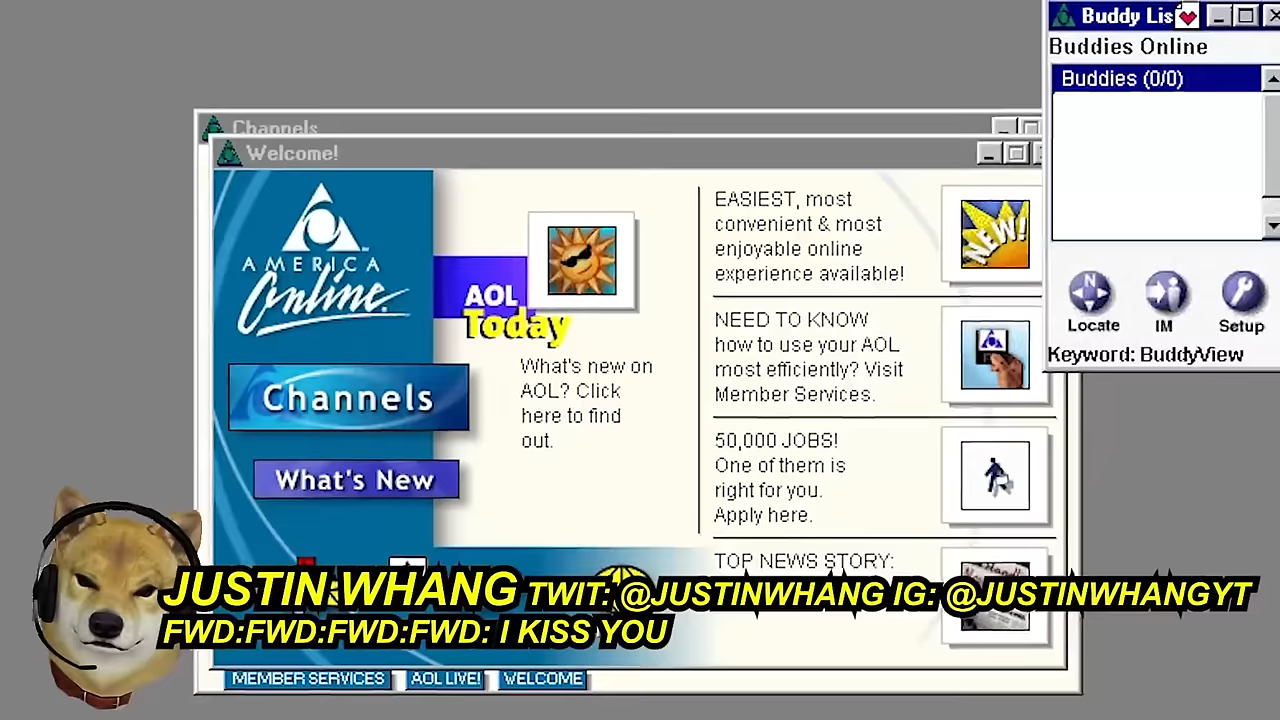 Buddy Lis
Buddies Online
Buddies (0/0)
Locate
IM
Setup
Keyword: BuddyView
Channels
Welcome!
AMERICA
Online.
Channels
What's New
AOL
Today
What's new on
AOL? Click
here to find
out.
EASIEST, most
convenient & most
enjoyable online
experience available!
NEW!
NEED TO KNOW
how to use your AOL
most efficiently? Visit
Member Services.
50,000 JOBS!
One of them is
right for you.
Apply here.
TOP NEWS STORY:
JUSTIN WHANG TWIT: @JUSTINWHANG IG: @JUSTINWHANGYT
FWD:FWD:FWD:FWD: I KISS YOU
MEMBER SERVICES
AOL LIVE!
WELCOME